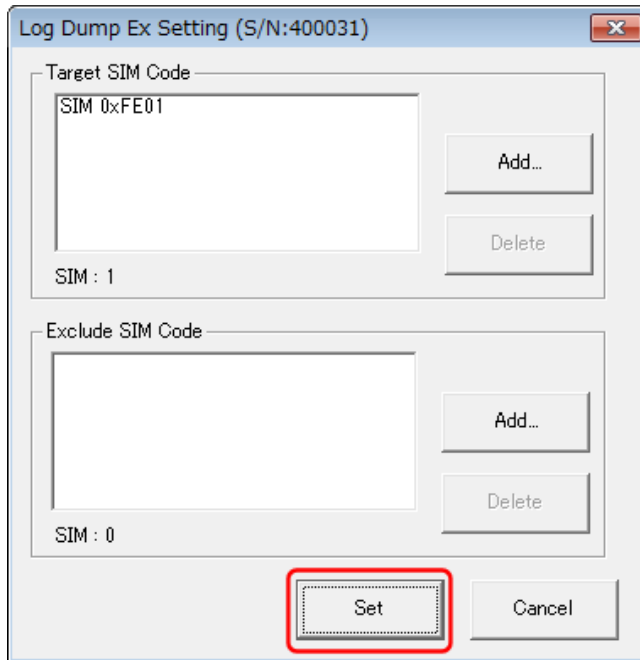 Log Dump Ex Setting (S/N:400031)
Target SIM Code
SIM 0xFE01
Add...
Delete
SIM : 1
Exclude SIM Code
Add...
Delete
SIM : 0
Set
Cancel